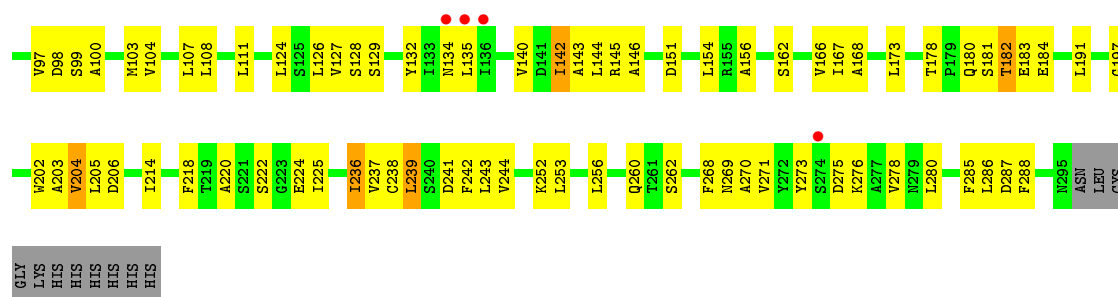 V97 D98 S99 A100 M103 V104 L107 L108 L111 L124 S125 L126 V127 S128 S129 Y132 I133 N134 L135 I136 V140 D141 I142 A143 L144 R145 A146 D151 L154 R155 A156 S162 V166 I167 A168 L173 T178 P179 Q180 S181 T182 E183 E184 L191
W202 A203 V204 L205 D206 I214 F218 T219 A220 S221 S222 G223 E224 I225 I236 V237 C238 L239 S240 D241 F242 L243 V244 K252 L253 L256 Q260 T261 S262 F268 N269 A270 V271 Y272 Y273 S274 D275 K276 A277 V278 N279 L280 F285 L286 D287 F288 N295 ASN LEU CYS
GLY LYS HIS HIS HIS HIS HIS HIS